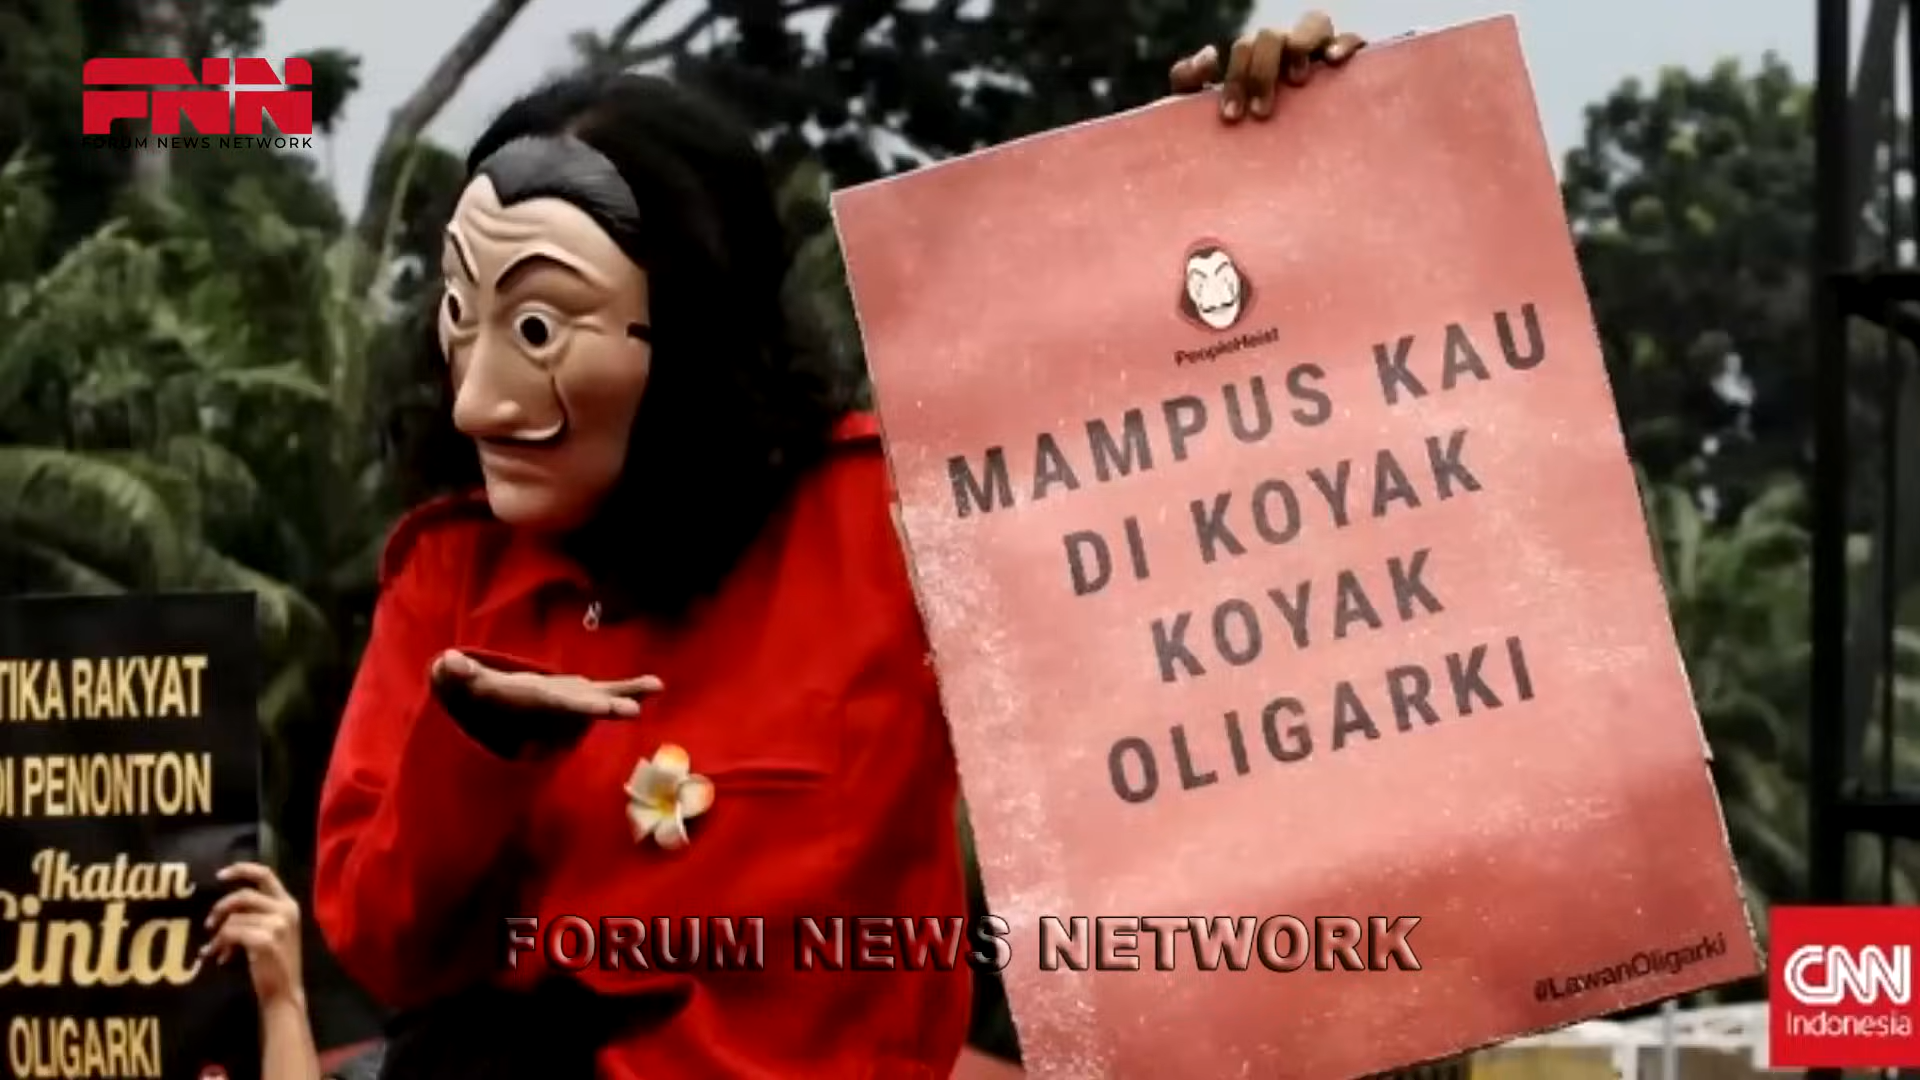 FNN
FORUM NEWS NETWORK
PeopleHeist
MAMPUS KAU
DI KOYAK
KOYAK
OLIGARKI
#LawanOligarki
TIKA RAKYAT
DI PENONTON
Ikatan
Cinta
OLIGARKI
FORUM NEWS NETWORK
CNN
Indonesia